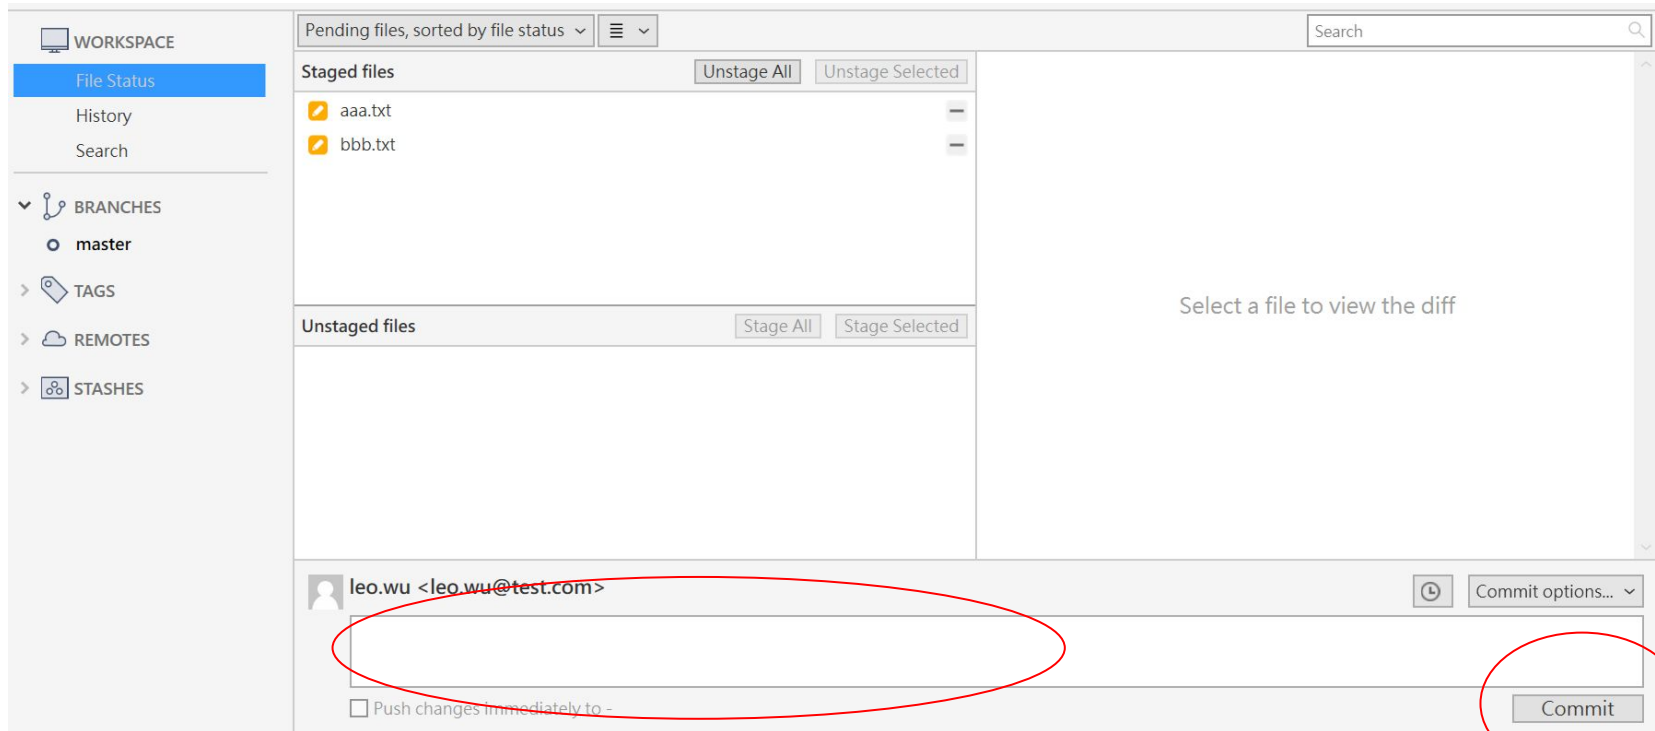 WORKSPACE
File Status
History
Search
BRANCHES
master
TAGS
REMOTES
STASHES
Pending files, sorted by file status
Search
Staged files
Unstage All
Unstage Selected
aaa.txt
bbb.txt
Unstaged files
Stage All
Stage Selected
Select a file to view the diff
leo.wu <leo.wu@test.com>
Commit options...
Push changes immediately to -
Commit